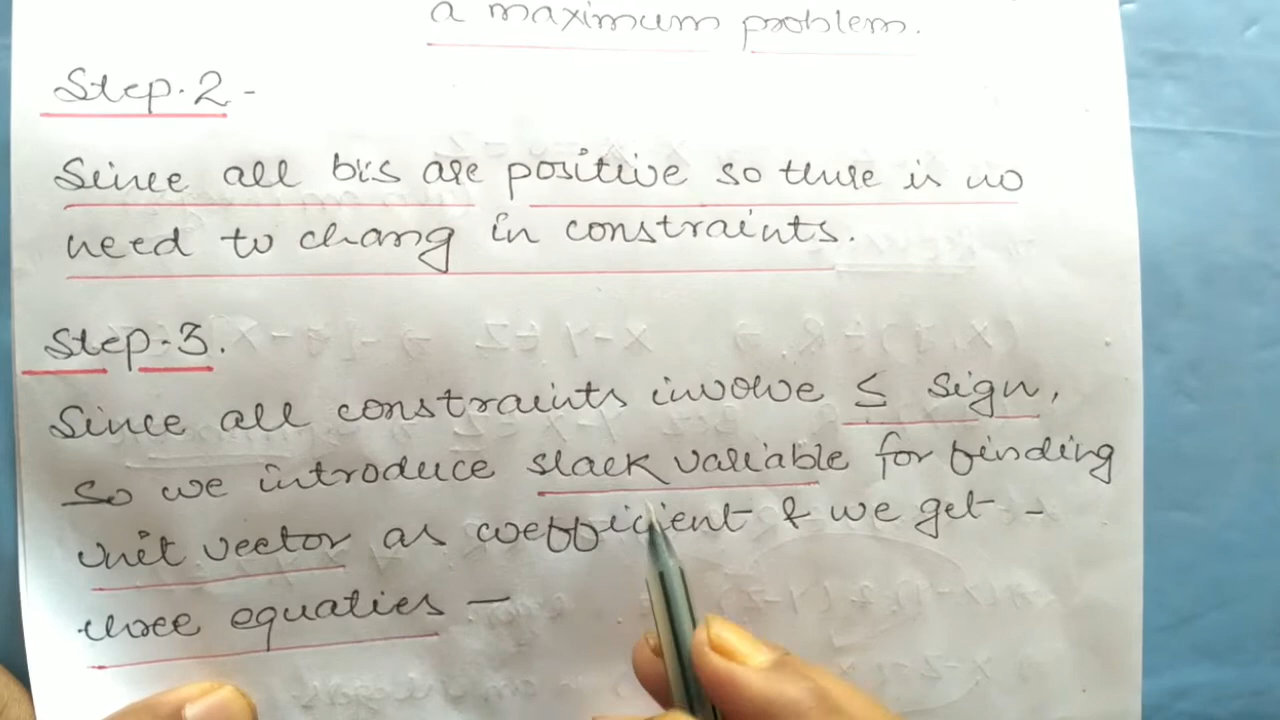 a maximum problem.
Step.2-
Since all bi's are positive so there is no
need to chang in constraints.
Step.3.
Since all constraints involve ≤ sign,
So we introduce slack variable for finding
unit vector as coefficient & we get -
three equaties —